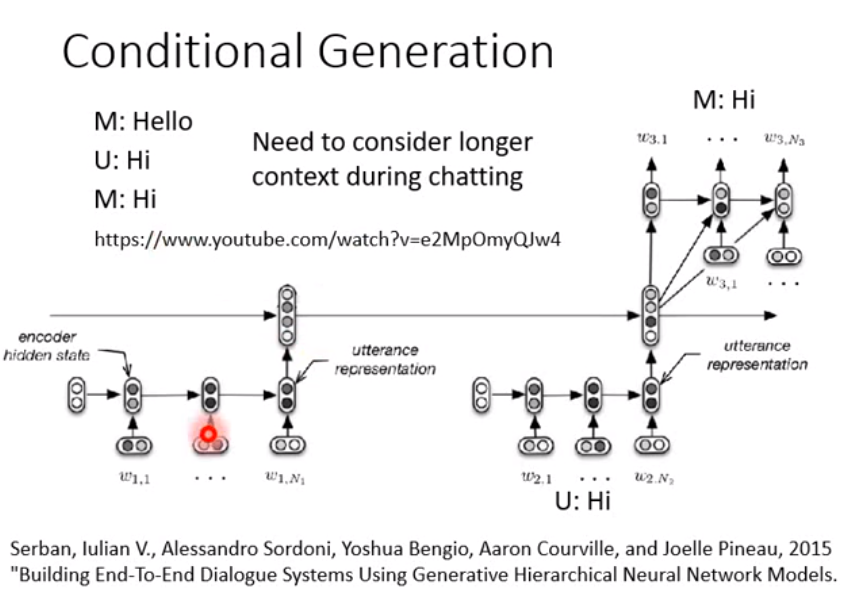 Conditional Generation
M: Hello
U: Hi
M: Hi
Need to consider longer
context during chatting
https://www.youtube.com/watch?v=e2MpOmyQJw4
M: Hi
w3,1 . . . w3,N3
w3,1 . . .
encoder
hidden state
utterance
representation
utterance
representation
w1,1 . . . w1,N1
w2,1 . . . w2,N2
U: Hi
Serban, Iulian V., Alessandro Sordoni, Yoshua Bengio, Aaron Courville, and Joelle Pineau, 2015
"Building End-To-End Dialogue Systems Using Generative Hierarchical Neural Network Models.